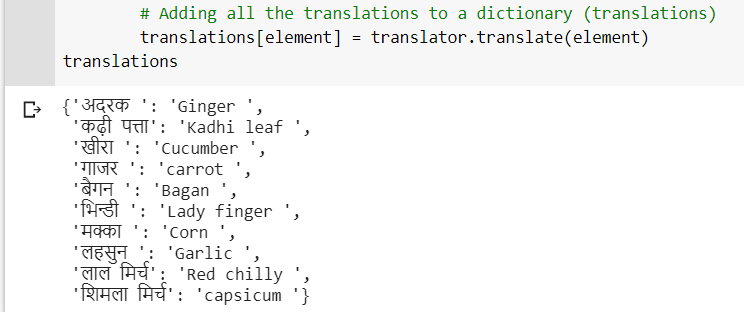 # Adding all the translations to a dictionary (translations)
translations[element] = translator.translate(element)
translations
{'अदरक ': 'Ginger ',
'कढ़ी पत्ता': 'Kadhi leaf ',
'खीरा ': 'Cucumber ',
'गाजर ': 'carrot ',
'बैगन ': 'Bagan ',
'भिन्डी ': 'Lady finger ',
'मक्का ': 'Corn ',
'लहसुन ': 'Garlic ',
'लाल मिर्च': 'Red chilly ',
'शिमला मिर्च': 'capsicum '}